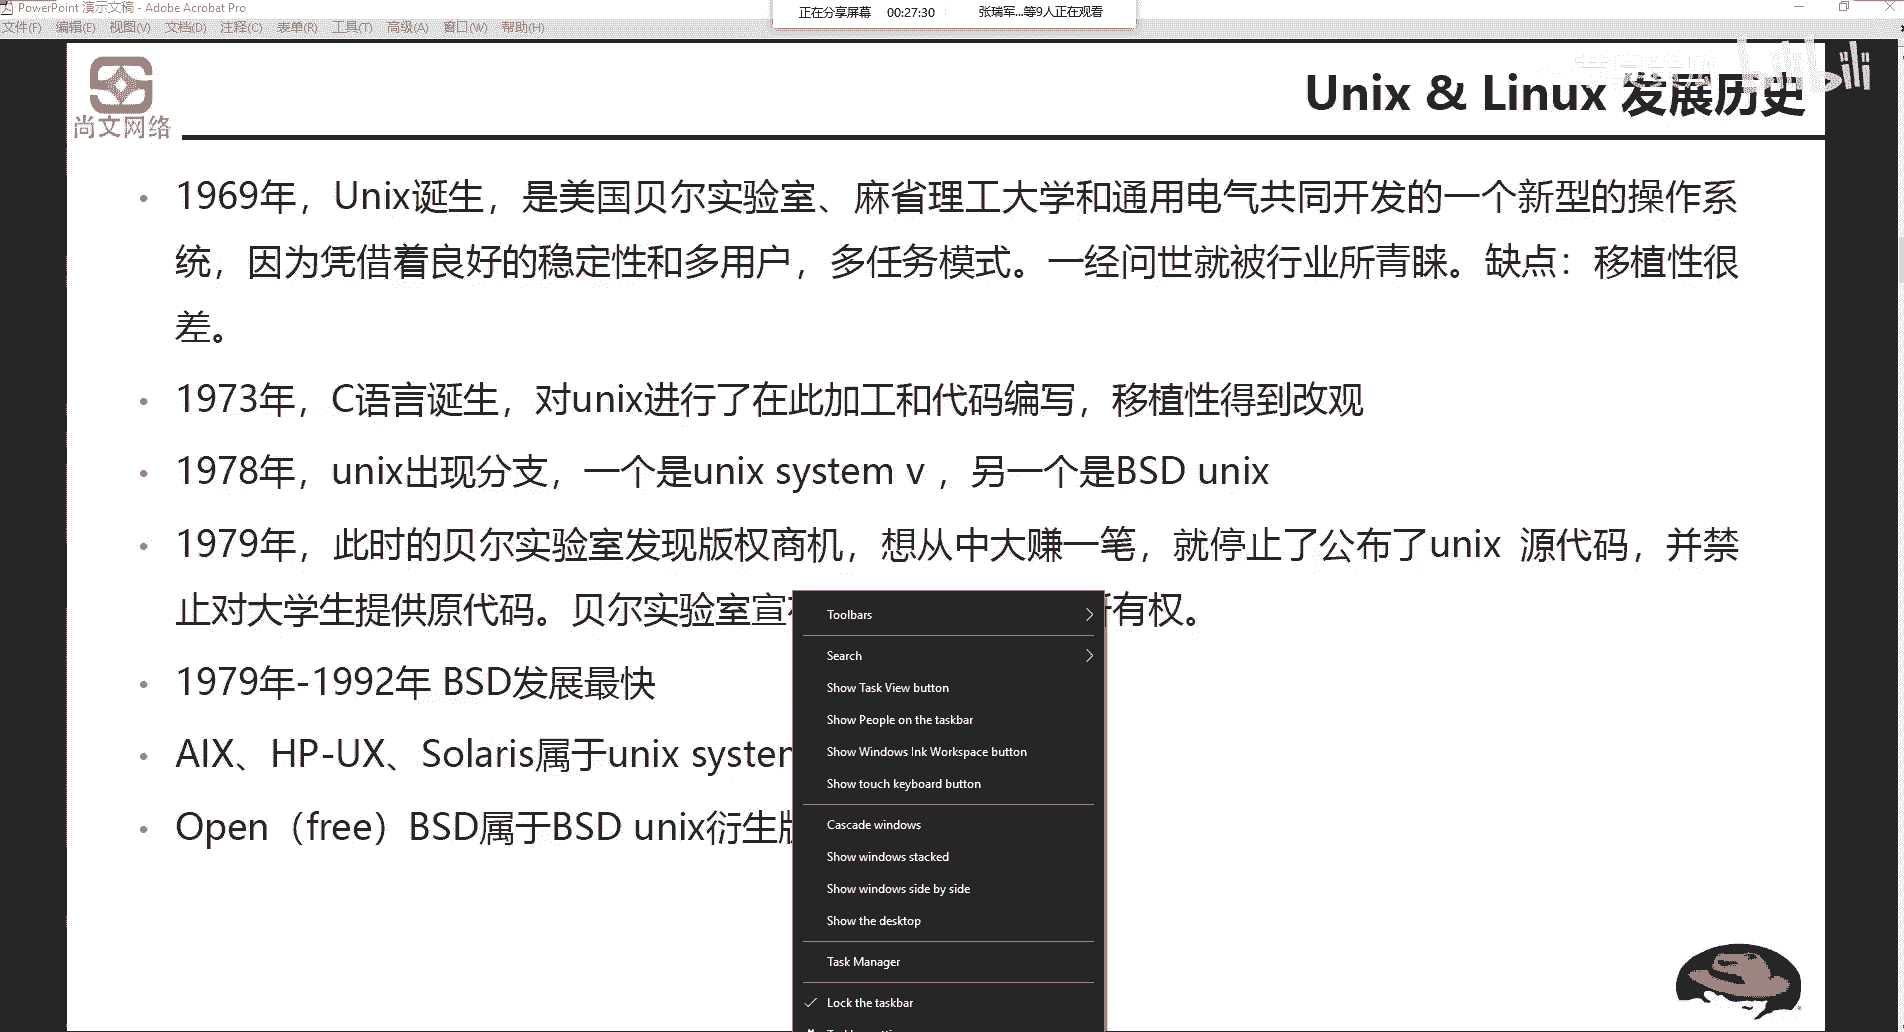 PowerPoint 演示文稿 - Adobe Acrobat Pro
正在分享屏幕 00:27:30 张瑞军...等9人正在观看
文件(F) 编辑(E) 视图(V) 文档(D) 注释(C) 表单(R) 工具(T) 高级(A) 窗口(W) 帮助(H)
bilibili
尚文网络
Unix & Linux 发展历史
• 1969年，Unix诞生，是美国贝尔实验室、麻省理工大学和通用电气共同开发的一个新型的操作系
统，因为凭借着良好的稳定性和多用户，多任务模式。一经问世就被行业所青睐。缺点：移植性很
差。
• 1973年，C语言诞生，对unix进行了在此加工和代码编写，移植性得到改观
• 1978年，unix出现分支，一个是unix system v ，另一个是BSD unix
• 1979年，此时的贝尔实验室发现版权商机，想从中大赚一笔，就停止了公布了unix 源代码，并禁
止对大学生提供原代码。贝尔实验室宣 有权。
• 1979年-1992年 BSD发展最快
• AIX、HP-UX、Solaris属于unix system
• Open（free）BSD属于BSD unix衍生
Toolbars
Search
Show Task View button
Show People on the taskbar
Show Windows Ink Workspace button
Show touch keyboard button
Cascade windows
Show windows stacked
Show windows side by side
Show the desktop
Task Manager
Lock the taskbar